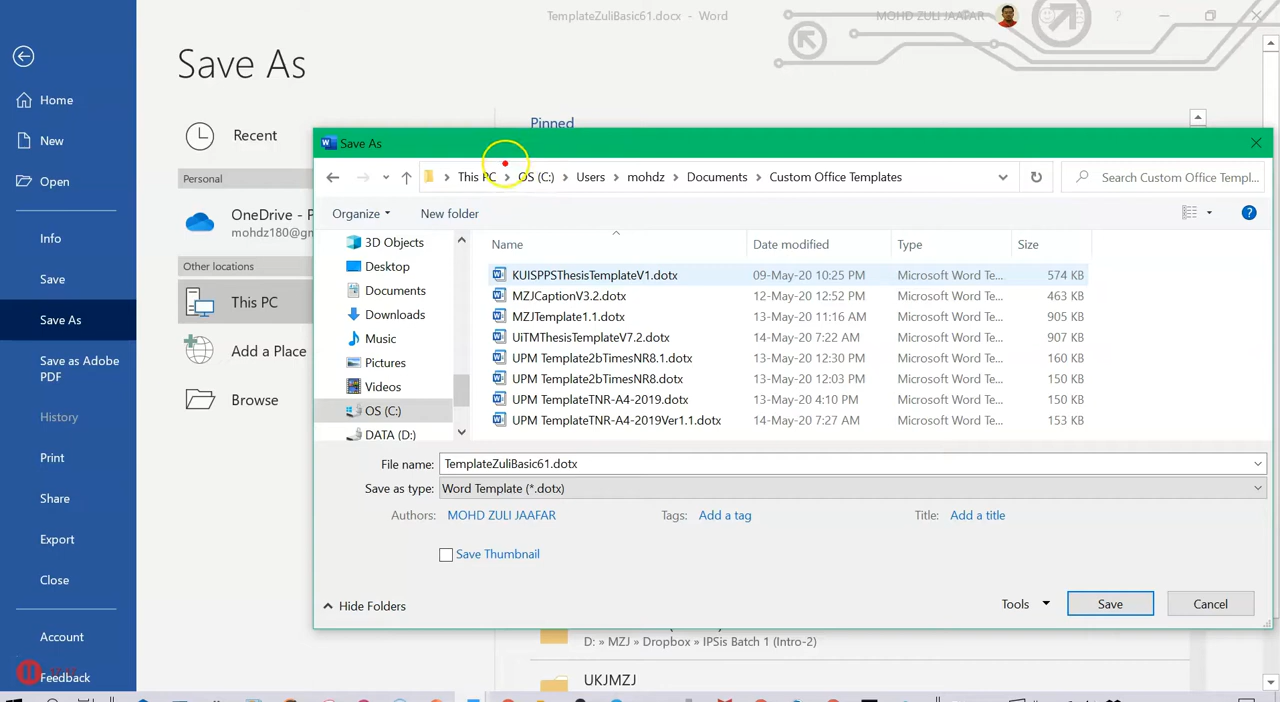 TemplateZuliBasic61.docx - Word
MOHD ZULI JAAFAR
Save As
Home
New
Open
Info
Save
Save As
Save as Adobe
PDF
History
Print
Share
Export
Close
Account
Feedback
Recent
Personal
OneDrive - P
mohdz180@gm
Other locations
This PC
Add a Place
Browse
Pinned
Save As
This PC > OS (C:) > Users > mohdz > Documents > Custom Office Templates
Search Custom Office Templ...
Organize
New folder
3D Objects
Desktop
Documents
Downloads
Music
Pictures
Videos
OS (C:)
DATA (D:)
Name Date modified Type Size
KUISPPSThesisTemplateV1.dotx 09-May-20 10:25 PM Microsoft Word Te... 574 KB
MZJCaptionV3.2.dotx 12-May-20 12:52 PM Microsoft Word Te... 463 KB
MZJTemplate1.1.dotx 13-May-20 11:16 AM Microsoft Word Te... 905 KB
UiTMThesisTemplateV7.2.dotx 14-May-20 7:22 AM Microsoft Word Te... 907 KB
UPM Template2bTimesNR8.1.dotx 13-May-20 12:30 PM Microsoft Word Te... 160 KB
UPM Template2bTimesNR8.dotx 13-May-20 12:03 PM Microsoft Word Te... 150 KB
UPM TemplateTNR-A4-2019.dotx 13-May-20 4:10 PM Microsoft Word Te... 150 KB
UPM TemplateTNR-A4-2019Ver1.1.dotx 14-May-20 7:27 AM Microsoft Word Te... 153 KB
File name: TemplateZuliBasic61.dotx
Save as type: Word Template (*.dotx)
Authors: MOHD ZULI JAAFAR Tags: Add a tag Title: Add a title
Save Thumbnail
Hide Folders
Tools
Save
Cancel
D: » MZJ » Dropbox » IPSis Batch 1 (Intro-2)
UKJMZJ